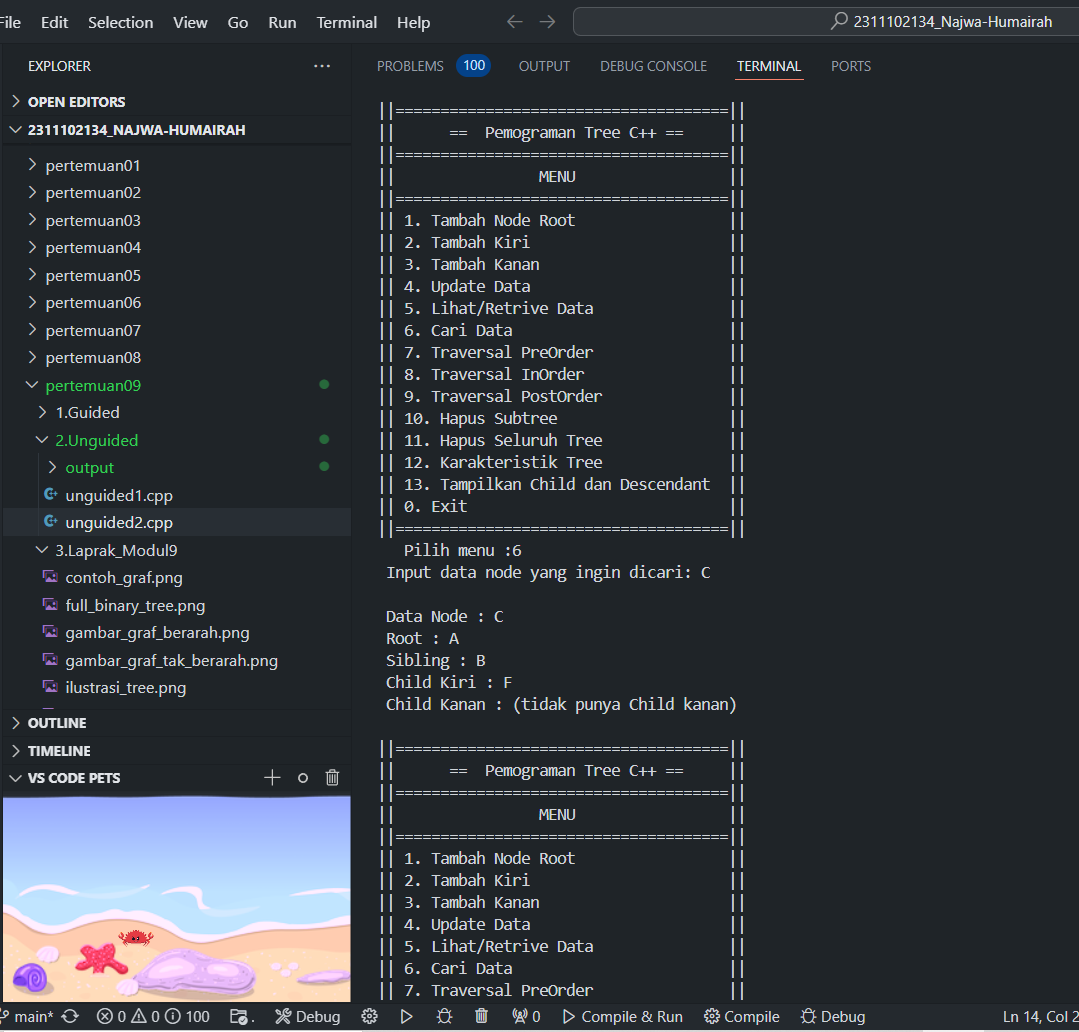 File Edit Selection View Go Run Terminal Help
2311102134_Najwa-Humairah
EXPLORER
OPEN EDITORS
2311102134_NAJWA-HUMAIRAH
pertemuan01
pertemuan02
pertemuan03
pertemuan04
pertemuan05
pertemuan06
pertemuan07
pertemuan08
pertemuan09
1.Guided
2.Unguided
output
unguided1.cpp
unguided2.cpp
3.Laprak_Modul9
contoh_graf.png
full_binary_tree.png
gambar_graf_berarah.png
gambar_graf_tak_berarah.png
ilustrasi_tree.png
OUTLINE
TIMELINE
VS CODE PETS
PROBLEMS 100 OUTPUT DEBUG CONSOLE TERMINAL PORTS
||=====================================||
|| == Pemograman Tree C++ == ||
||=====================================||
|| MENU ||
||=====================================||
|| 1. Tambah Node Root ||
|| 2. Tambah Kiri ||
|| 3. Tambah Kanan ||
|| 4. Update Data ||
|| 5. Lihat/Retrive Data ||
|| 6. Cari Data ||
|| 7. Traversal PreOrder ||
|| 8. Traversal InOrder ||
|| 9. Traversal PostOrder ||
|| 10. Hapus Subtree ||
|| 11. Hapus Seluruh Tree ||
|| 12. Karakteristik Tree ||
|| 13. Tampilkan Child dan Descendant ||
|| 0. Exit ||
||=====================================||
Pilih menu :6
Input data node yang ingin dicari: C
Data Node : C
Root : A
Sibling : B
Child Kiri : F
Child Kanan : (tidak punya Child kanan)
||=====================================||
|| == Pemograman Tree C++ == ||
||=====================================||
|| MENU ||
||=====================================||
|| 1. Tambah Node Root ||
|| 2. Tambah Kiri ||
|| 3. Tambah Kanan ||
|| 4. Update Data ||
|| 5. Lihat/Retrive Data ||
|| 6. Cari Data ||
|| 7. Traversal PreOrder ||
main* 0 0 100 . Debug 0 Compile & Run Compile Debug Ln 14, Col 2